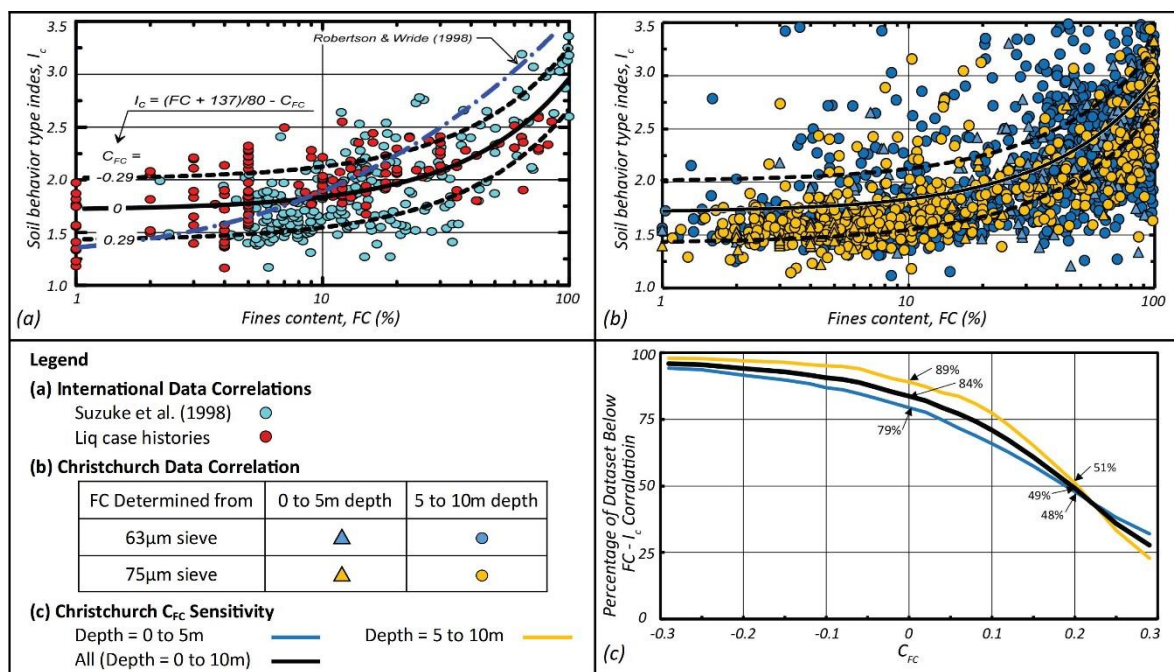 3.5
3.0
2.5
2.0
1.5
1.0
Soil behavior type index, I_c
Robertson & Wride (1998)
I_c = (FC + 137)/80 - C_FC
C_FC =
-0.29
0
0.29
1
10
100
Fines content, FC (%)
(a)
3.5
3.0
2.5
2.0
1.5
1.0
Soil behavior type indes, I_c
1
10
100
Fines content, FC (%)
(b)
Legend
(a) International Data Correlations
Suzuke et al. (1998)
Liq case histories
(b) Christchurch Data Correlation
FC Determined from 0 to 5m depth 5 to 10m depth
63μm sieve
75μm sieve
(c) Christchurch C_FC Sensitivity
Depth = 0 to 5m Depth = 5 to 10m
All (Depth = 0 to 10m)
100
75
50
25
0
Percentage of Dataset Below
FC - I_c Corralatioin
89%
84%
79%
51%
49%
48%
-0.3 -0.2 -0.1 0 0.1 0.2 0.3
C_FC
(c)